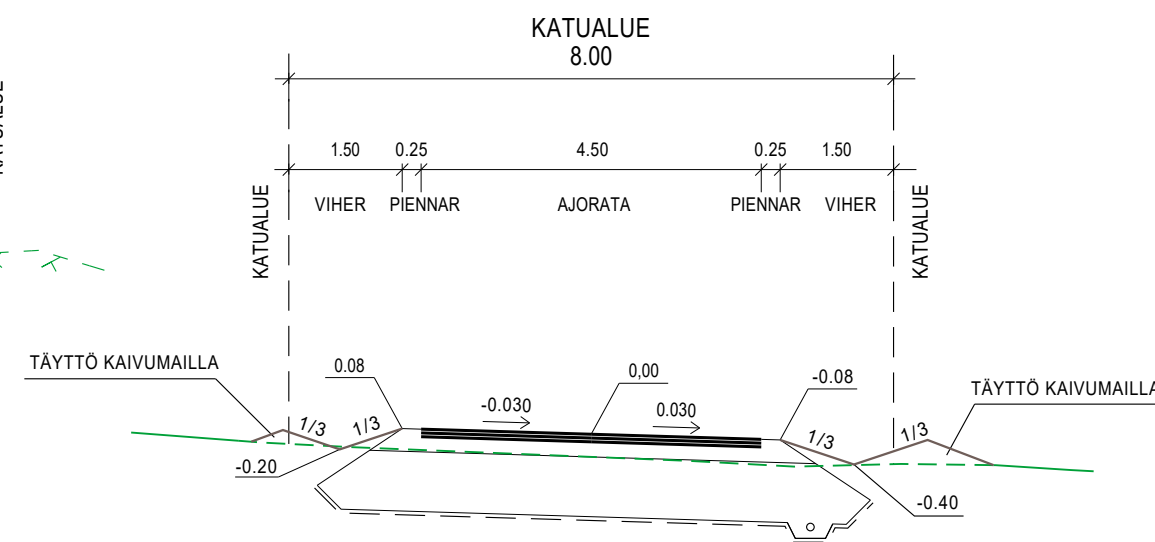 KATUALUE
8.00
1.50 0.25 4.50 0.25 1.50
VIHER PIENNAR AJORATA PIENNAR VIHER
KATUALUE
KATUALUE
TÄYTTÖ KAIVUMAILLA
0.08
0,00
-0.08
TÄYTTÖ KAIVUMAILLA
-0.030
0.030
1/3
1/3
1/3
1/3
-0.20
-0.40